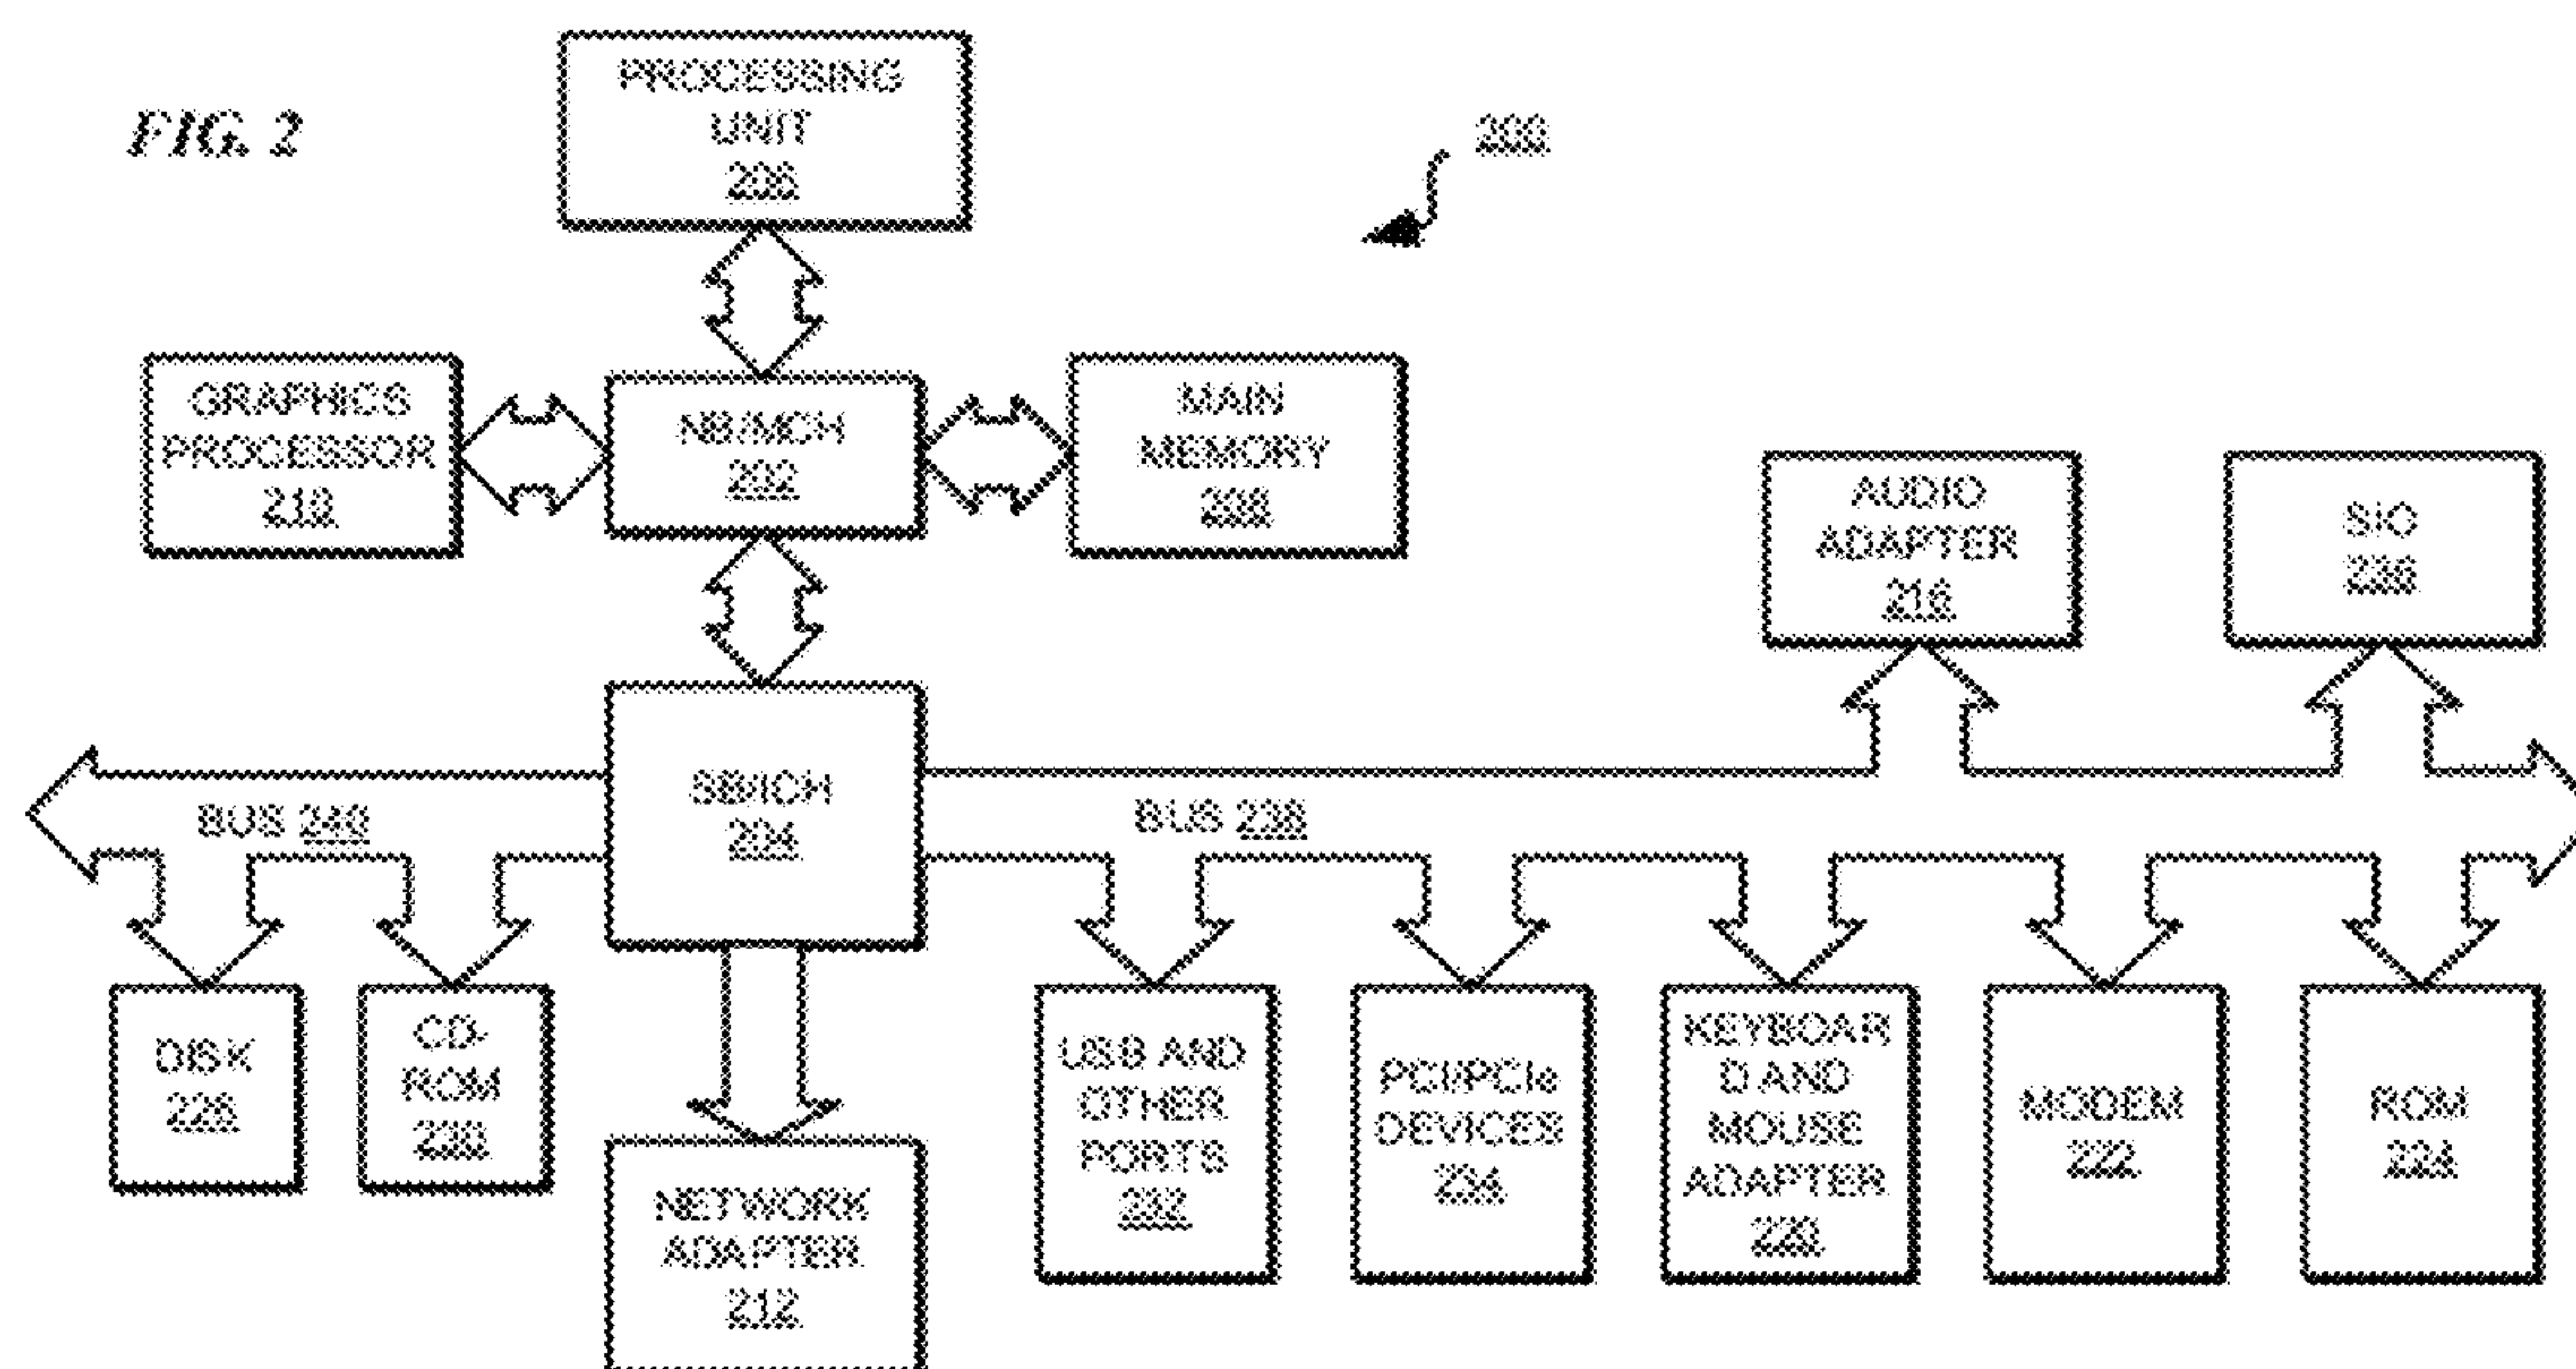 FIG. 2
PROCESSING
UNIT
206
200
GRAPHICS
PROCESSOR
210
NB/MCH
202
MAIN
MEMORY
208
AUDIO
ADAPTER
216
SIO
236
SB/ICH
204
BUS 240
BUS 238
DISK
226
CD-
ROM
230
USB AND
OTHER
PORTS
232
PCI/PCIe
DEVICES
234
KEYBOAR
D AND
MOUSE
ADAPTER
220
MODEM
222
ROM
224
NETWORK
ADAPTER
212